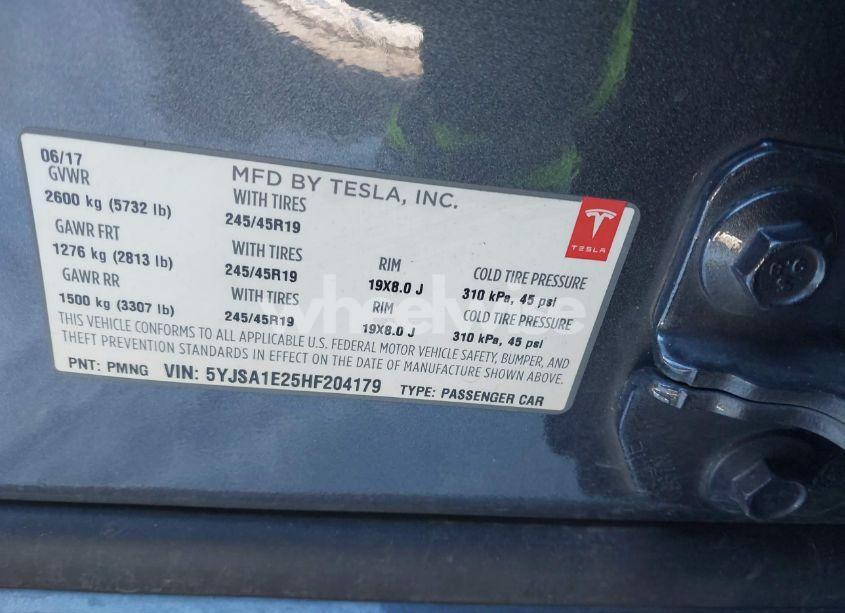 06/17
MFD BY TESLA, INC.
GVWR
WITH TIRES
2600 kg (5732 lb)
245/45R19
TESLA
GAWR FRT
WITH TIRES
RIM
COLD TIRE PRESSURE
1276 kg (2813 lb)
245/45R19
19X8.0 J
310 kPa, 45 psi
GAWR RR
WITH TIRES
RIM
COLD TIRE PRESSURE
1500 kg (3307 lb)
245/45R19
19X8.0 J
310 kPa, 45 psi
THIS VEHICLE CONFORMS TO ALL APPLICABLE U.S. FEDERAL MOTOR VEHICLE SAFETY, BUMPER, AND
THEFT PREVENTION STANDARDS IN EFFECT ON THE DATE OF MANUFACTURE SHOWN ABOVE.
PNT: PMNG VIN: 5YJSA1E25HF204179 TYPE: PASSENGER CAR
wheelwise